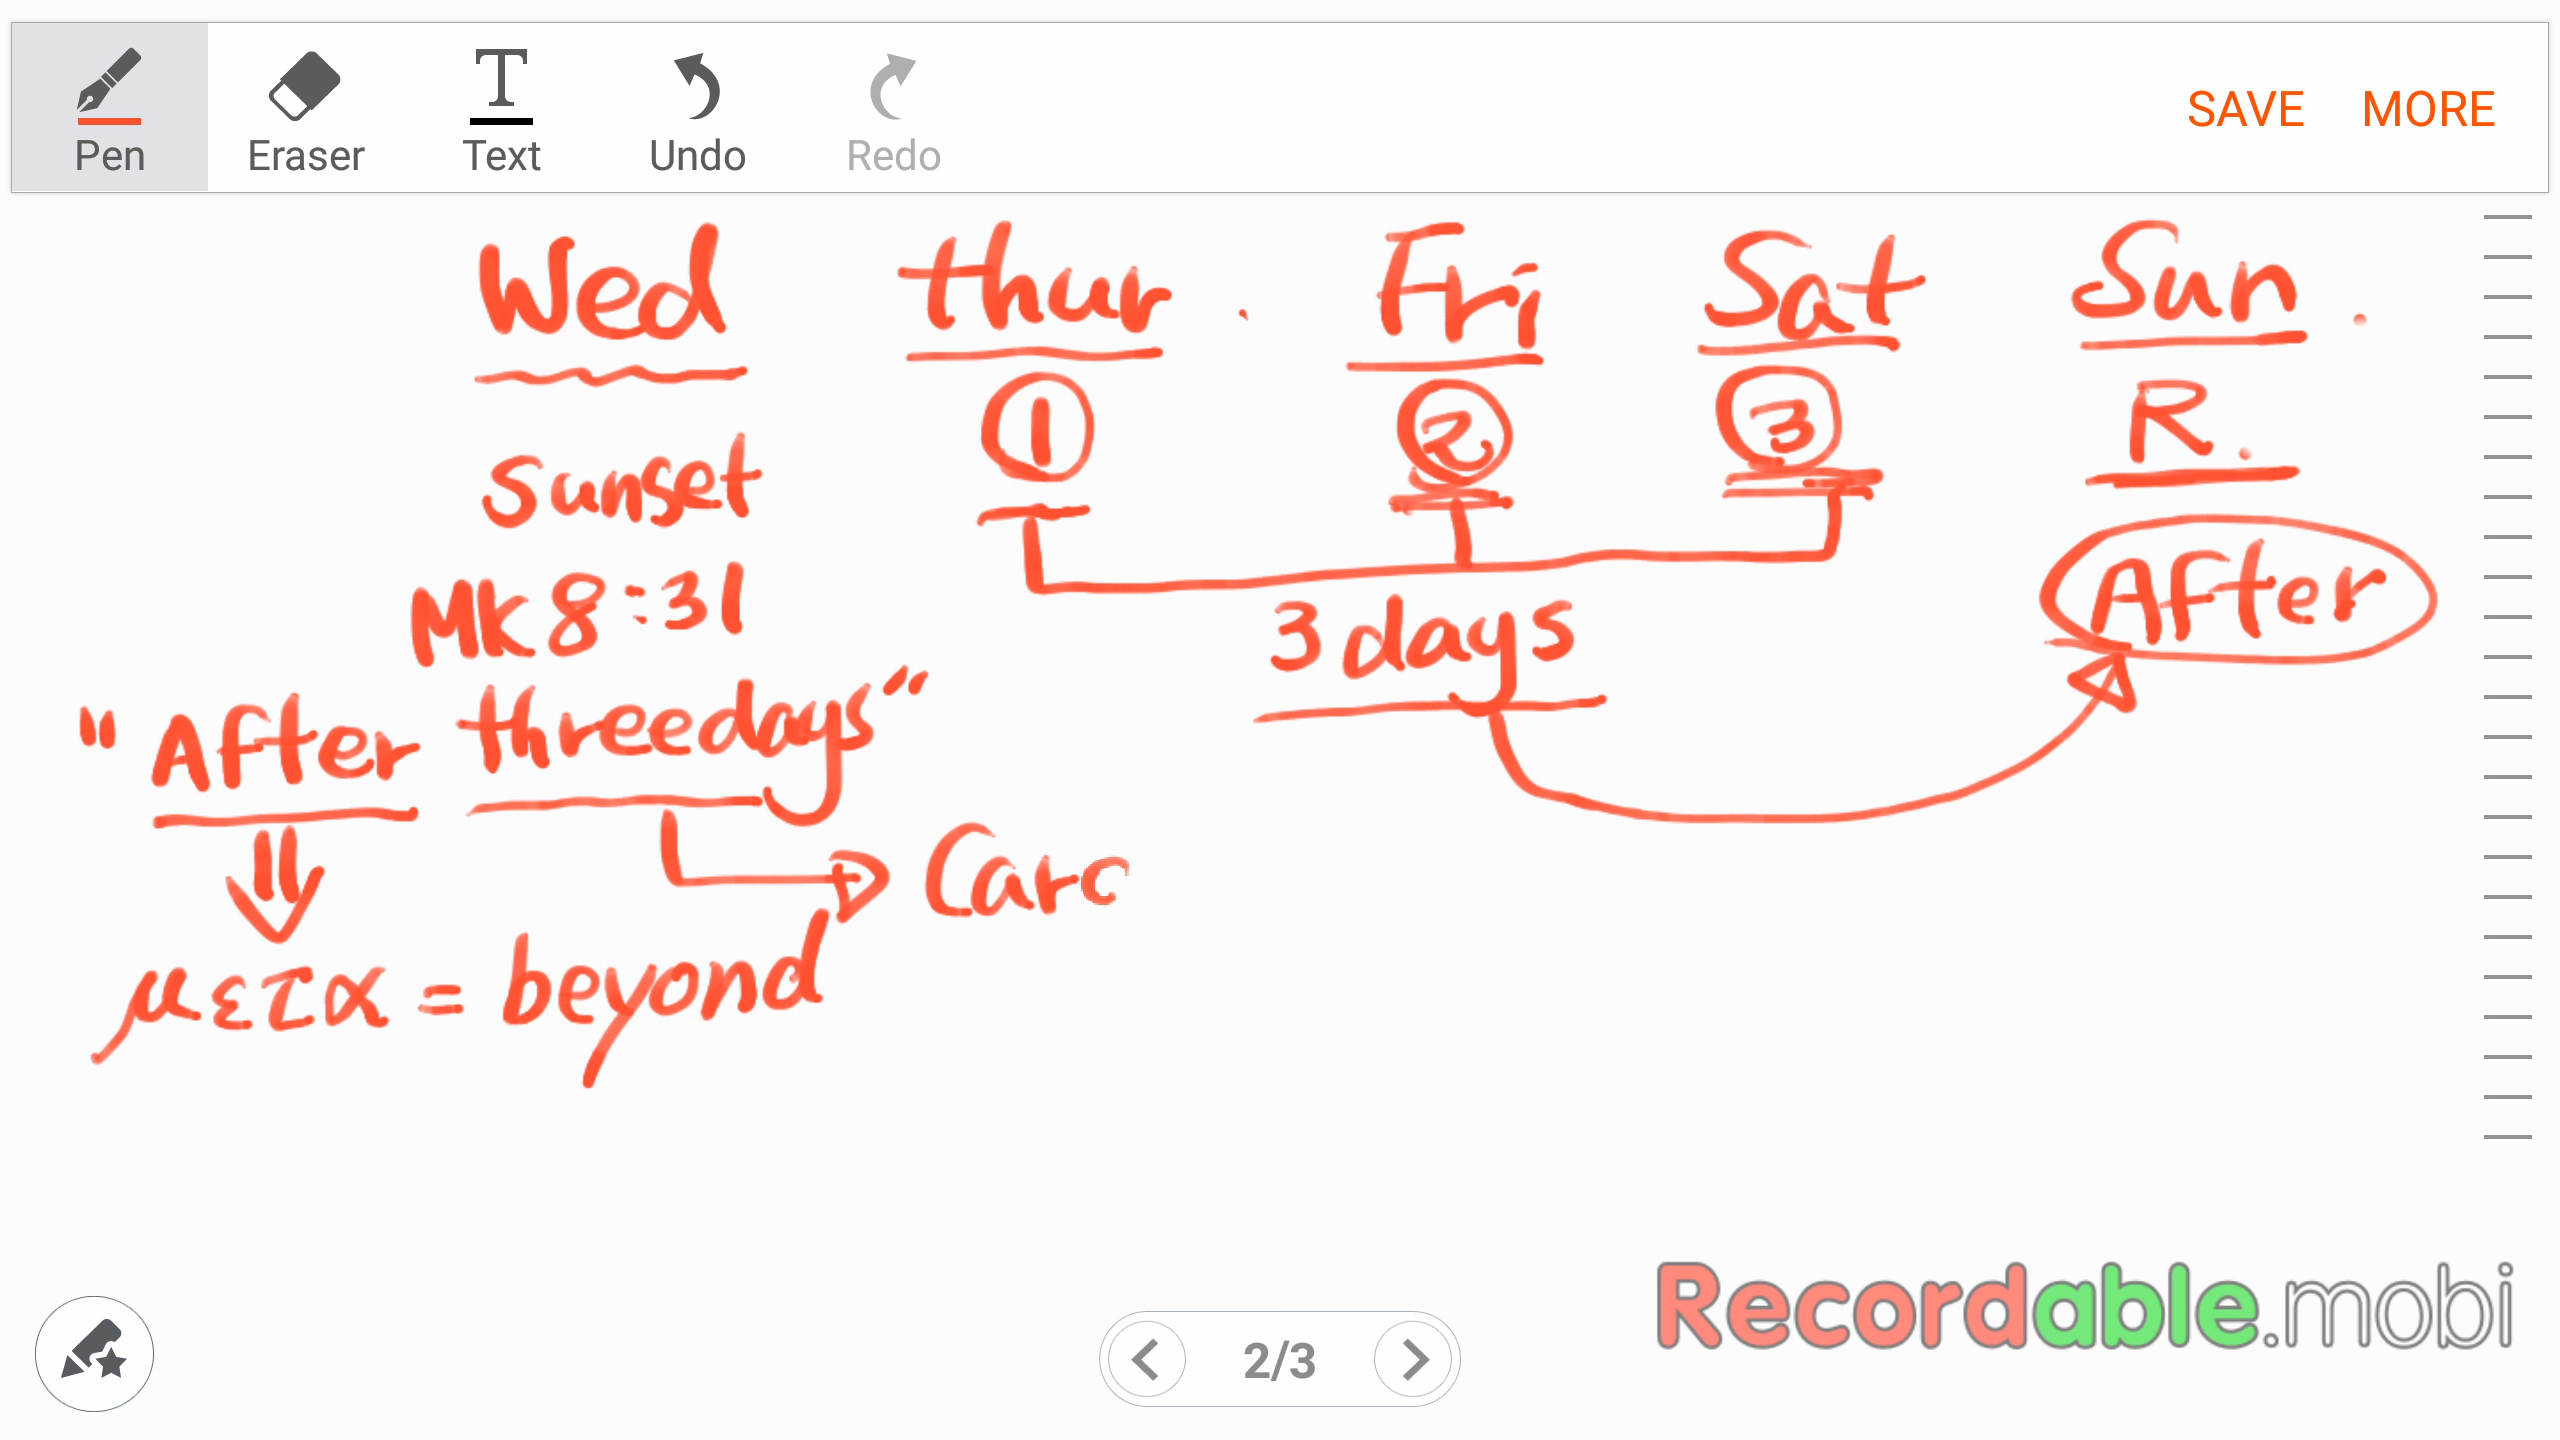 Pen Eraser Text Undo Redo SAVE MORE
Wed thur . Fri Sat Sun .
1 2 3 R.
Sunset
MK 8:31
3 days
After
"After threedays"
Carc
μετα = beyond
2/3
Recordable.mobi